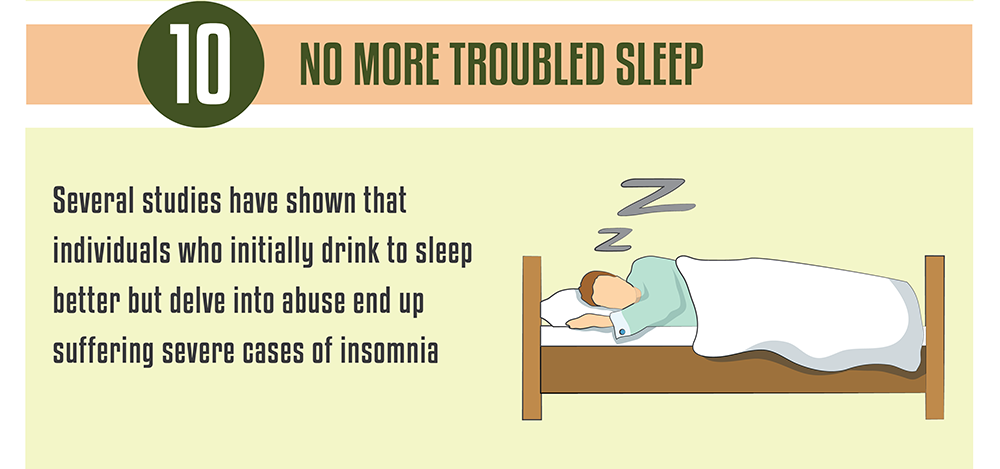 10 NO MORE TROUBLED SLEEP
Several studies have shown that
individuals who initially drink to sleep
better but delve into abuse end up
suffering severe cases of insomnia
Z
Z